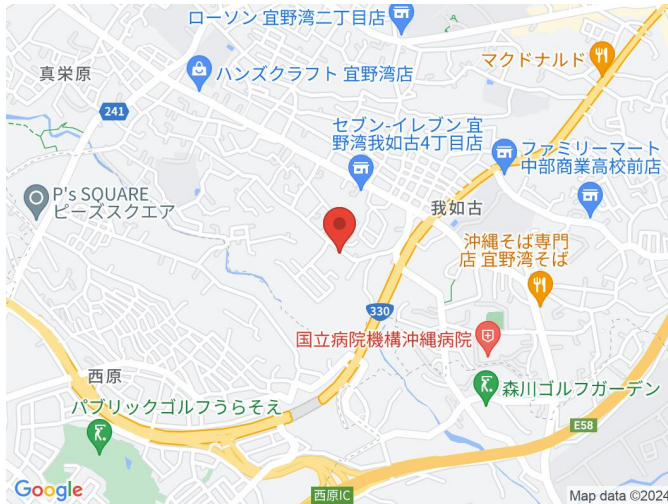 ローソン 宜野湾二丁目店
マクドナルド
真栄原
ハンズクラフト 宜野湾店
241
セブン-イレブン 宜
野湾我如古4丁目店
ファミリーマート
中部商業高校前店
P's SQUARE
ピーズスクエア
我如古
沖縄そば専門
店 宜野湾そば
330
国立病院機構沖縄病院
西原
森川ゴルフガーデン
パブリックゴルフうらそえ
E58
Google
西原IC
Map data ©2024